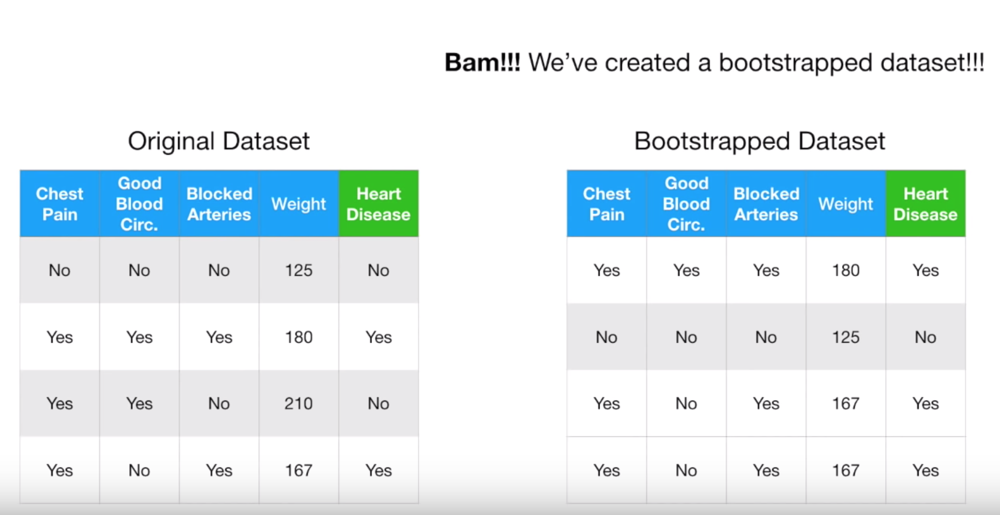 Bam!!! We've created a bootstrapped dataset!!!
Original Dataset
Chest Pain Good Blood Circ. Blocked Arteries Weight Heart Disease
No No No 125 No
Yes Yes Yes 180 Yes
Yes Yes No 210 No
Yes No Yes 167 Yes
Bootstrapped Dataset
Chest Pain Good Blood Circ. Blocked Arteries Weight Heart Disease
Yes Yes Yes 180 Yes
No No No 125 No
Yes No Yes 167 Yes
Yes No Yes 167 Yes